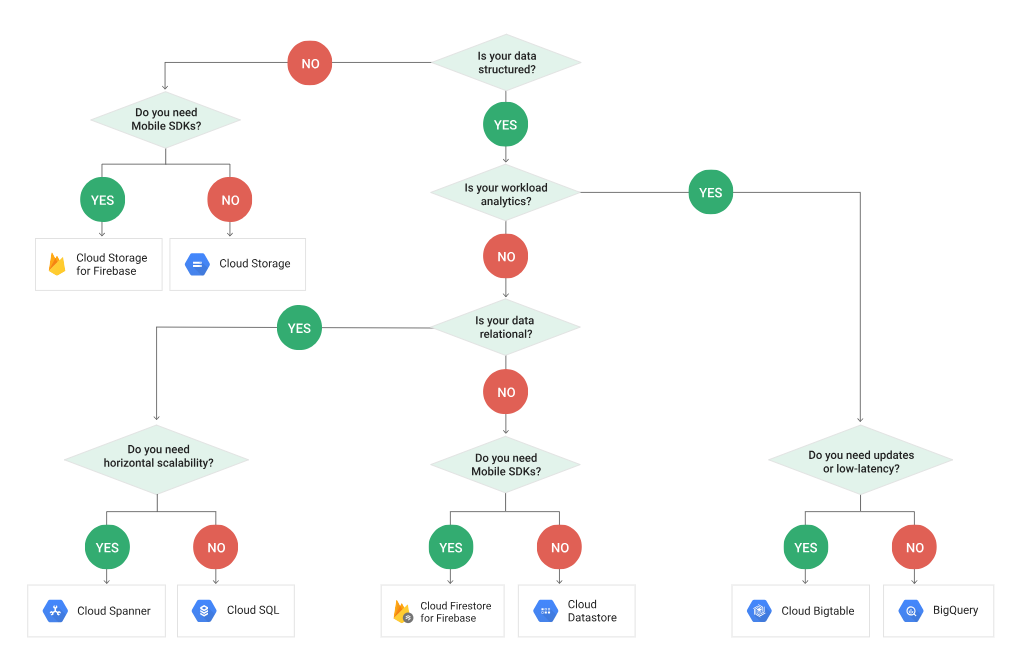 Is your data
structured?
NO
YES
Do you need
Mobile SDKs?
YES
NO
Cloud Storage
for Firebase
Cloud Storage
Is your workload
analytics?
YES
NO
Is your data
relational?
YES
NO
Do you need
horizontal scalability?
YES
NO
Cloud Spanner
Cloud SQL
Do you need
Mobile SDKs?
YES
NO
Cloud Firestore
for Firebase
Cloud
Datastore
Do you need updates
or low-latency?
YES
NO
Cloud Bigtable
BigQuery